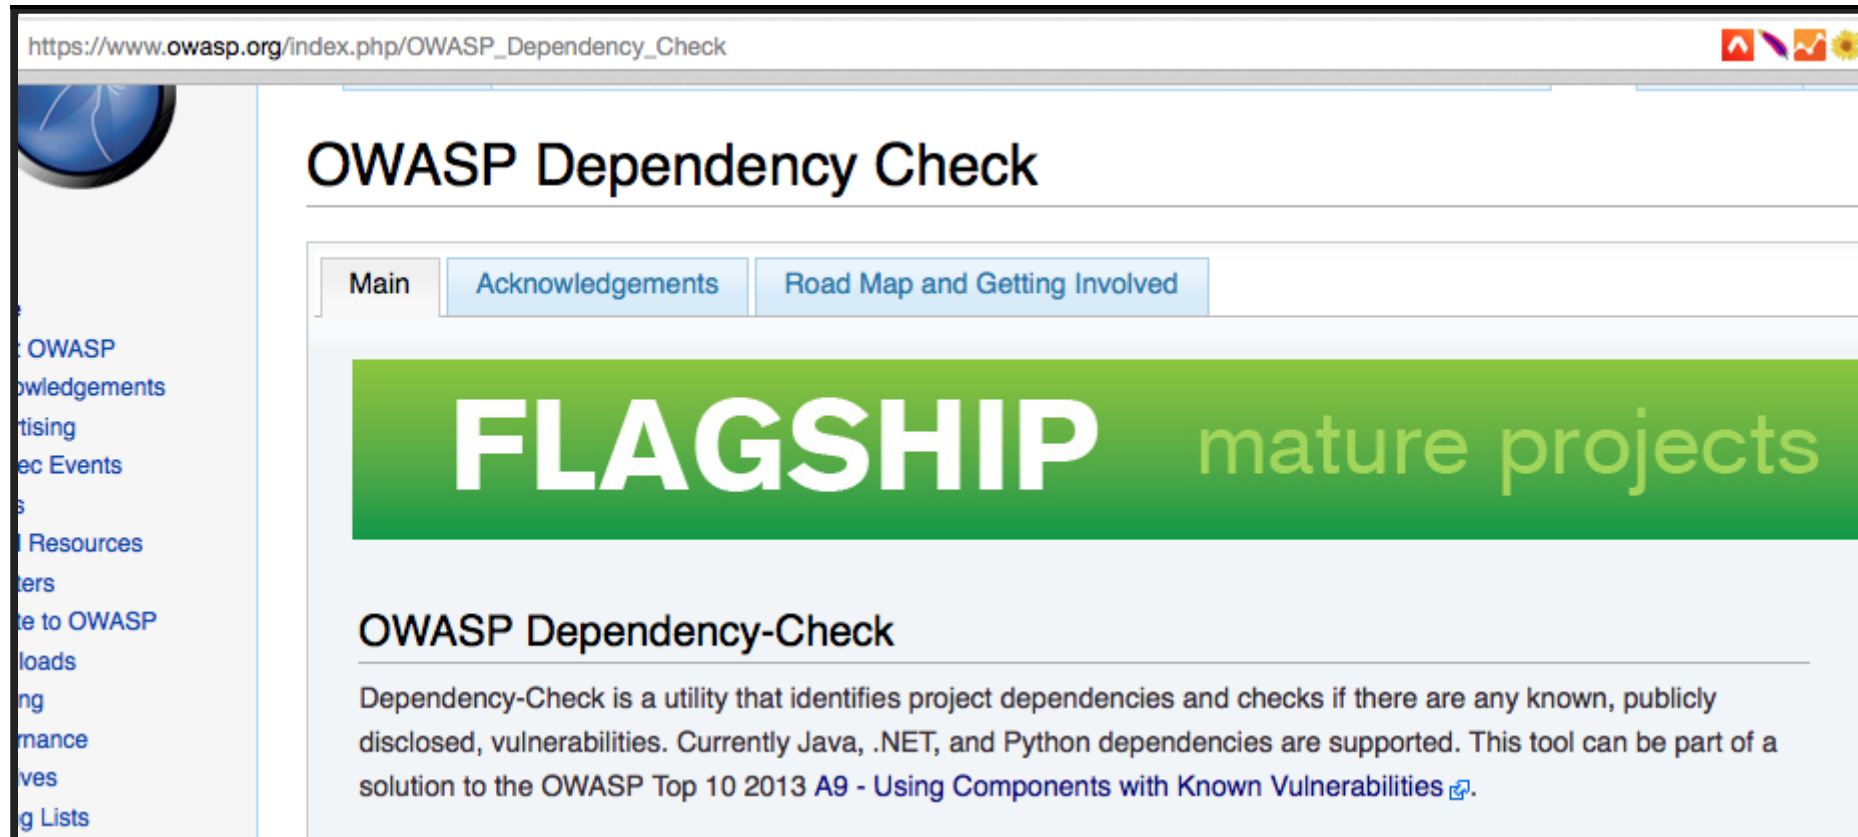 https://www.owasp.org/index.php/OWASP_Dependency_Check
OWASP Dependency Check
Main Acknowledgements Road Map and Getting Involved
OWASP
FLAGSHIP mature projects
Events
Resources
to OWASP
OWASP Dependency-Check
Dependency-Check is a utility that identifies project dependencies and checks if there are any known, publicly
disclosed, vulnerabilities. Currently Java, .NET, and Python dependencies are supported. This tool can be part of a
solution to the OWASP Top 10 2013 A9 - Using Components with Known Vulnerabilities.
Lists